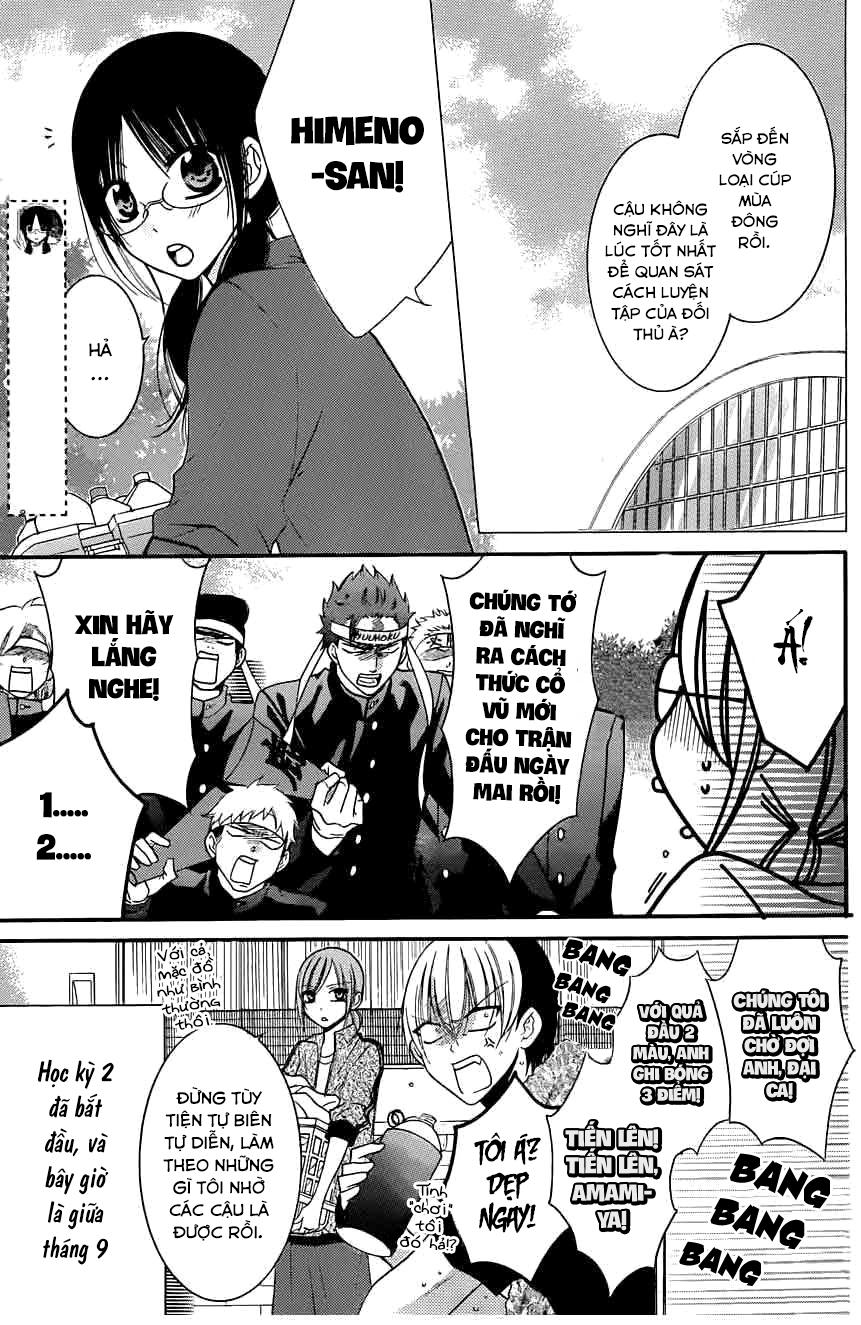 SẮP ĐẾN
VÒNG
LOẠI CÚP
MÙA
ĐÔNG
RỒI.
CẬU KHÔNG
NGHĨ ĐÂY LÀ
LÚC TỐT NHẤT
ĐỂ QUAN SÁT
CÁCH LUYỆN
TẬP CỦA ĐỐI
THỦ À?
HIMENO
-SAN!
HẢ
...
Á!
CHÚNG TỚ
ĐÃ NGHĨ
RA CÁCH
THỨC CỔ
VŨ MỚI
CHO TRẬN
ĐẤU NGÀY
MAI RỒI!
XIN HÃY
LẮNG
NGHE!
1.....
2.....
CHÚNG TÔI
ĐÃ LUÔN
CHỜ ĐỢI
ANH, ĐẠI
CA!
VỚI QUẢ
ĐẦU 2
MÀU, ANH
GHI BÓNG
3 ĐIỂM!
TIẾN LÊN!
TIẾN LÊN,
AMAMI-
YA!
BANG
BANG
BANG
BANG
BANG
BANG
TÔI Á?
DẸP
NGAY!
Tính
"chơi"
tôi
đó hả!?
Với cả
mặc đồ
như bình
thường
thôi.
ĐỪNG TÙY
TIỆN TỰ BIÊN
TỰ DIỄN, LÀM
THEO NHỮNG
GÌ TÔI NHỜ
CÁC CẬU LÀ
ĐƯỢC RỒI.
Học kỳ 2
đã bắt
đầu, và
bây giờ
là giữa
tháng 9